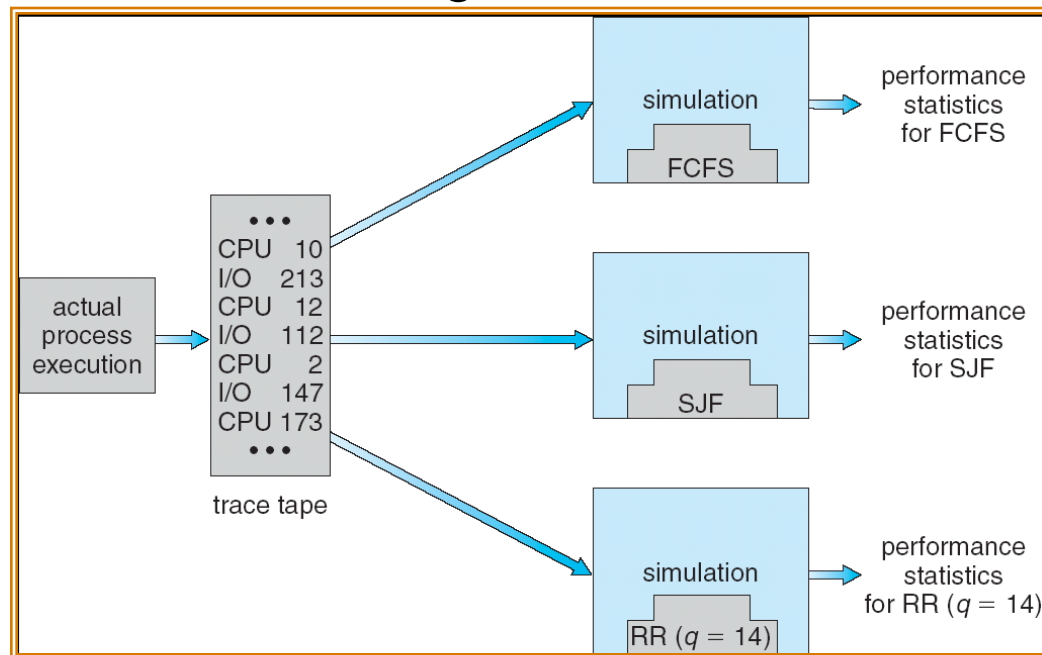 actual
process
execution
• • •
CPU 10
I/O 213
CPU 12
I/O 112
CPU 2
I/O 147
CPU 173
• • •
trace tape
simulation
FCFS
performance
statistics
for FCFS
simulation
SJF
performance
statistics
for SJF
simulation
RR (q = 14)
performance
statistics
for RR (q = 14)